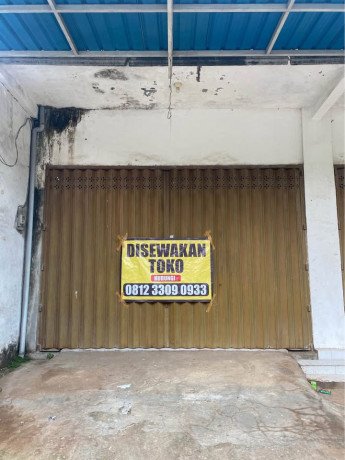 DISEWAKAN
TOKO
HUBUNGI
0812 3309 0933